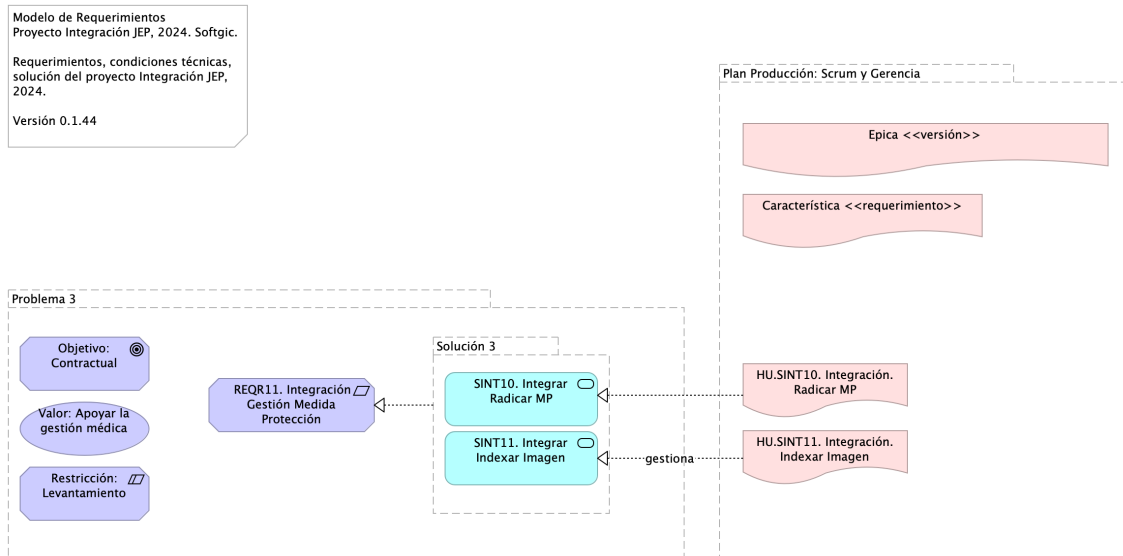 Modelo de Requerimientos
Proyecto Integración JEP, 2024. Softgic.
Requerimientos, condiciones técnicas,
solución del proyecto Integración JEP,
2024.
Versión 0.1.44
Plan Producción: Scrum y Gerencia
Epica <<versión>>
Característica <<requerimiento>>
Problema 3
Objetivo:
Contractual
Valor: Apoyar la
gestión médica
Restricción:
Levantamiento
REQR11. Integración
Gestión Medida
Protección
Solución 3
SINT10. Integrar
Radicar MP
SINT11. Integrar
Indexar Imagen
gestiona
HU.SINT10. Integración.
Radicar MP
HU.SINT11. Integración.
Indexar Imagen